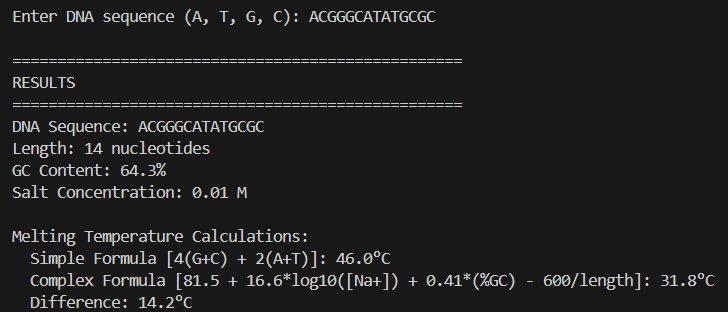 Enter DNA sequence (A, T, G, C): ACGGGCATATGCGC
==================================================
RESULTS
==================================================
DNA Sequence: ACGGGCATATGCGC
Length: 14 nucleotides
GC Content: 64.3%
Salt Concentration: 0.01 M
Melting Temperature Calculations:
Simple Formula [4(G+C) + 2(A+T)]: 46.0°C
Complex Formula [81.5 + 16.6*log10([Na+]) + 0.41*(%GC) - 600/length]: 31.8°C
Difference: 14.2°C